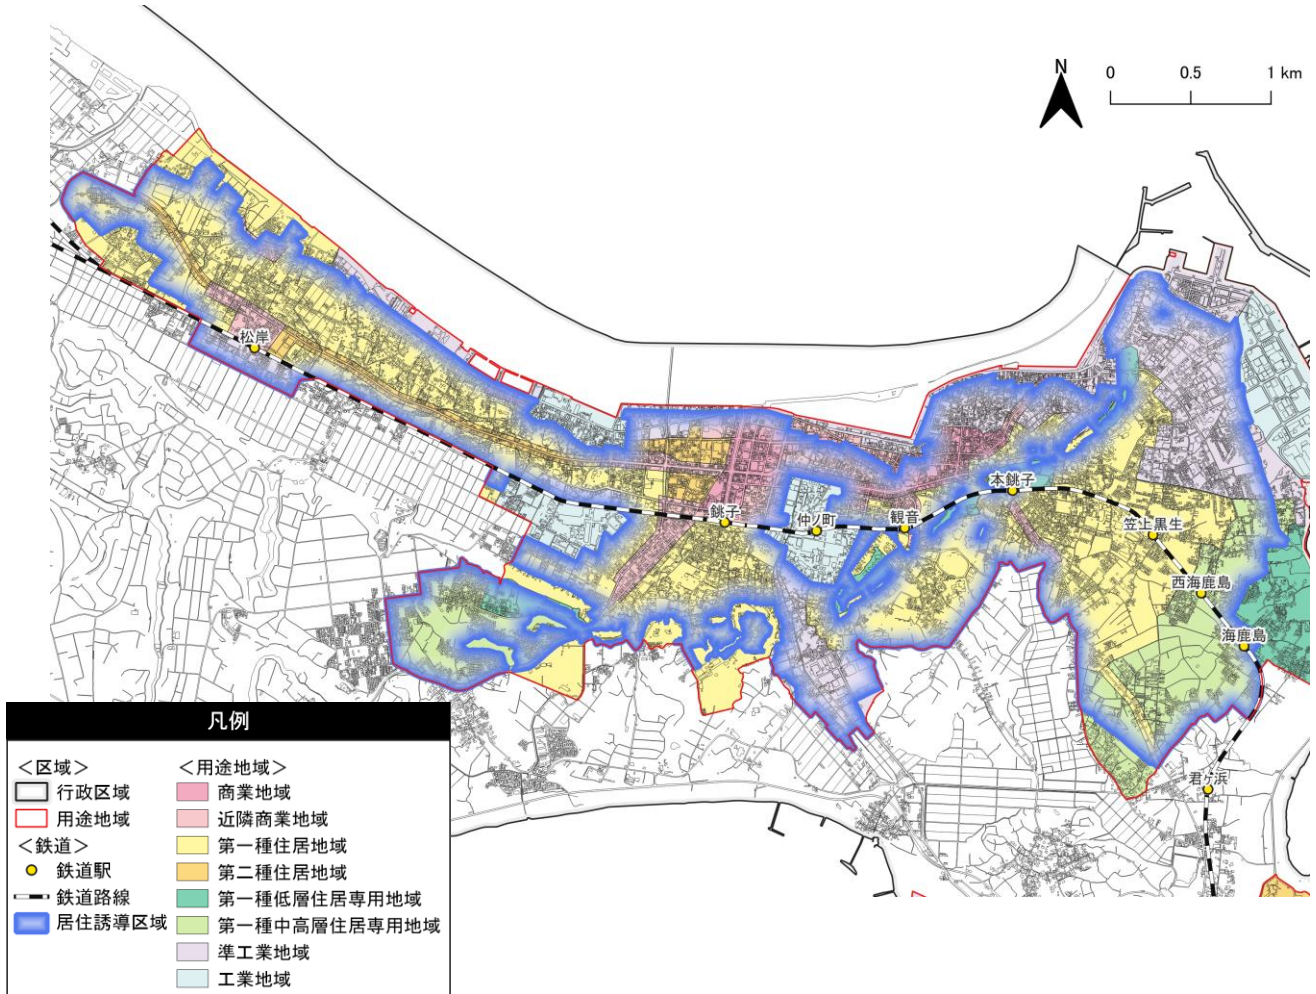 N
0 0.5 1 km
松岸
本銚子
銚子
仲ノ町
観音
笠上黒生
西海鹿島
海鹿島
君ヶ浜
凡例
＜区域＞
行政区域
用途地域
＜鉄道＞
鉄道駅
鉄道路線
居住誘導区域
＜用途地域＞
商業地域
近隣商業地域
第一種住居地域
第二種住居地域
第一種低層住居専用地域
第一種中高層住居専用地域
準工業地域
工業地域